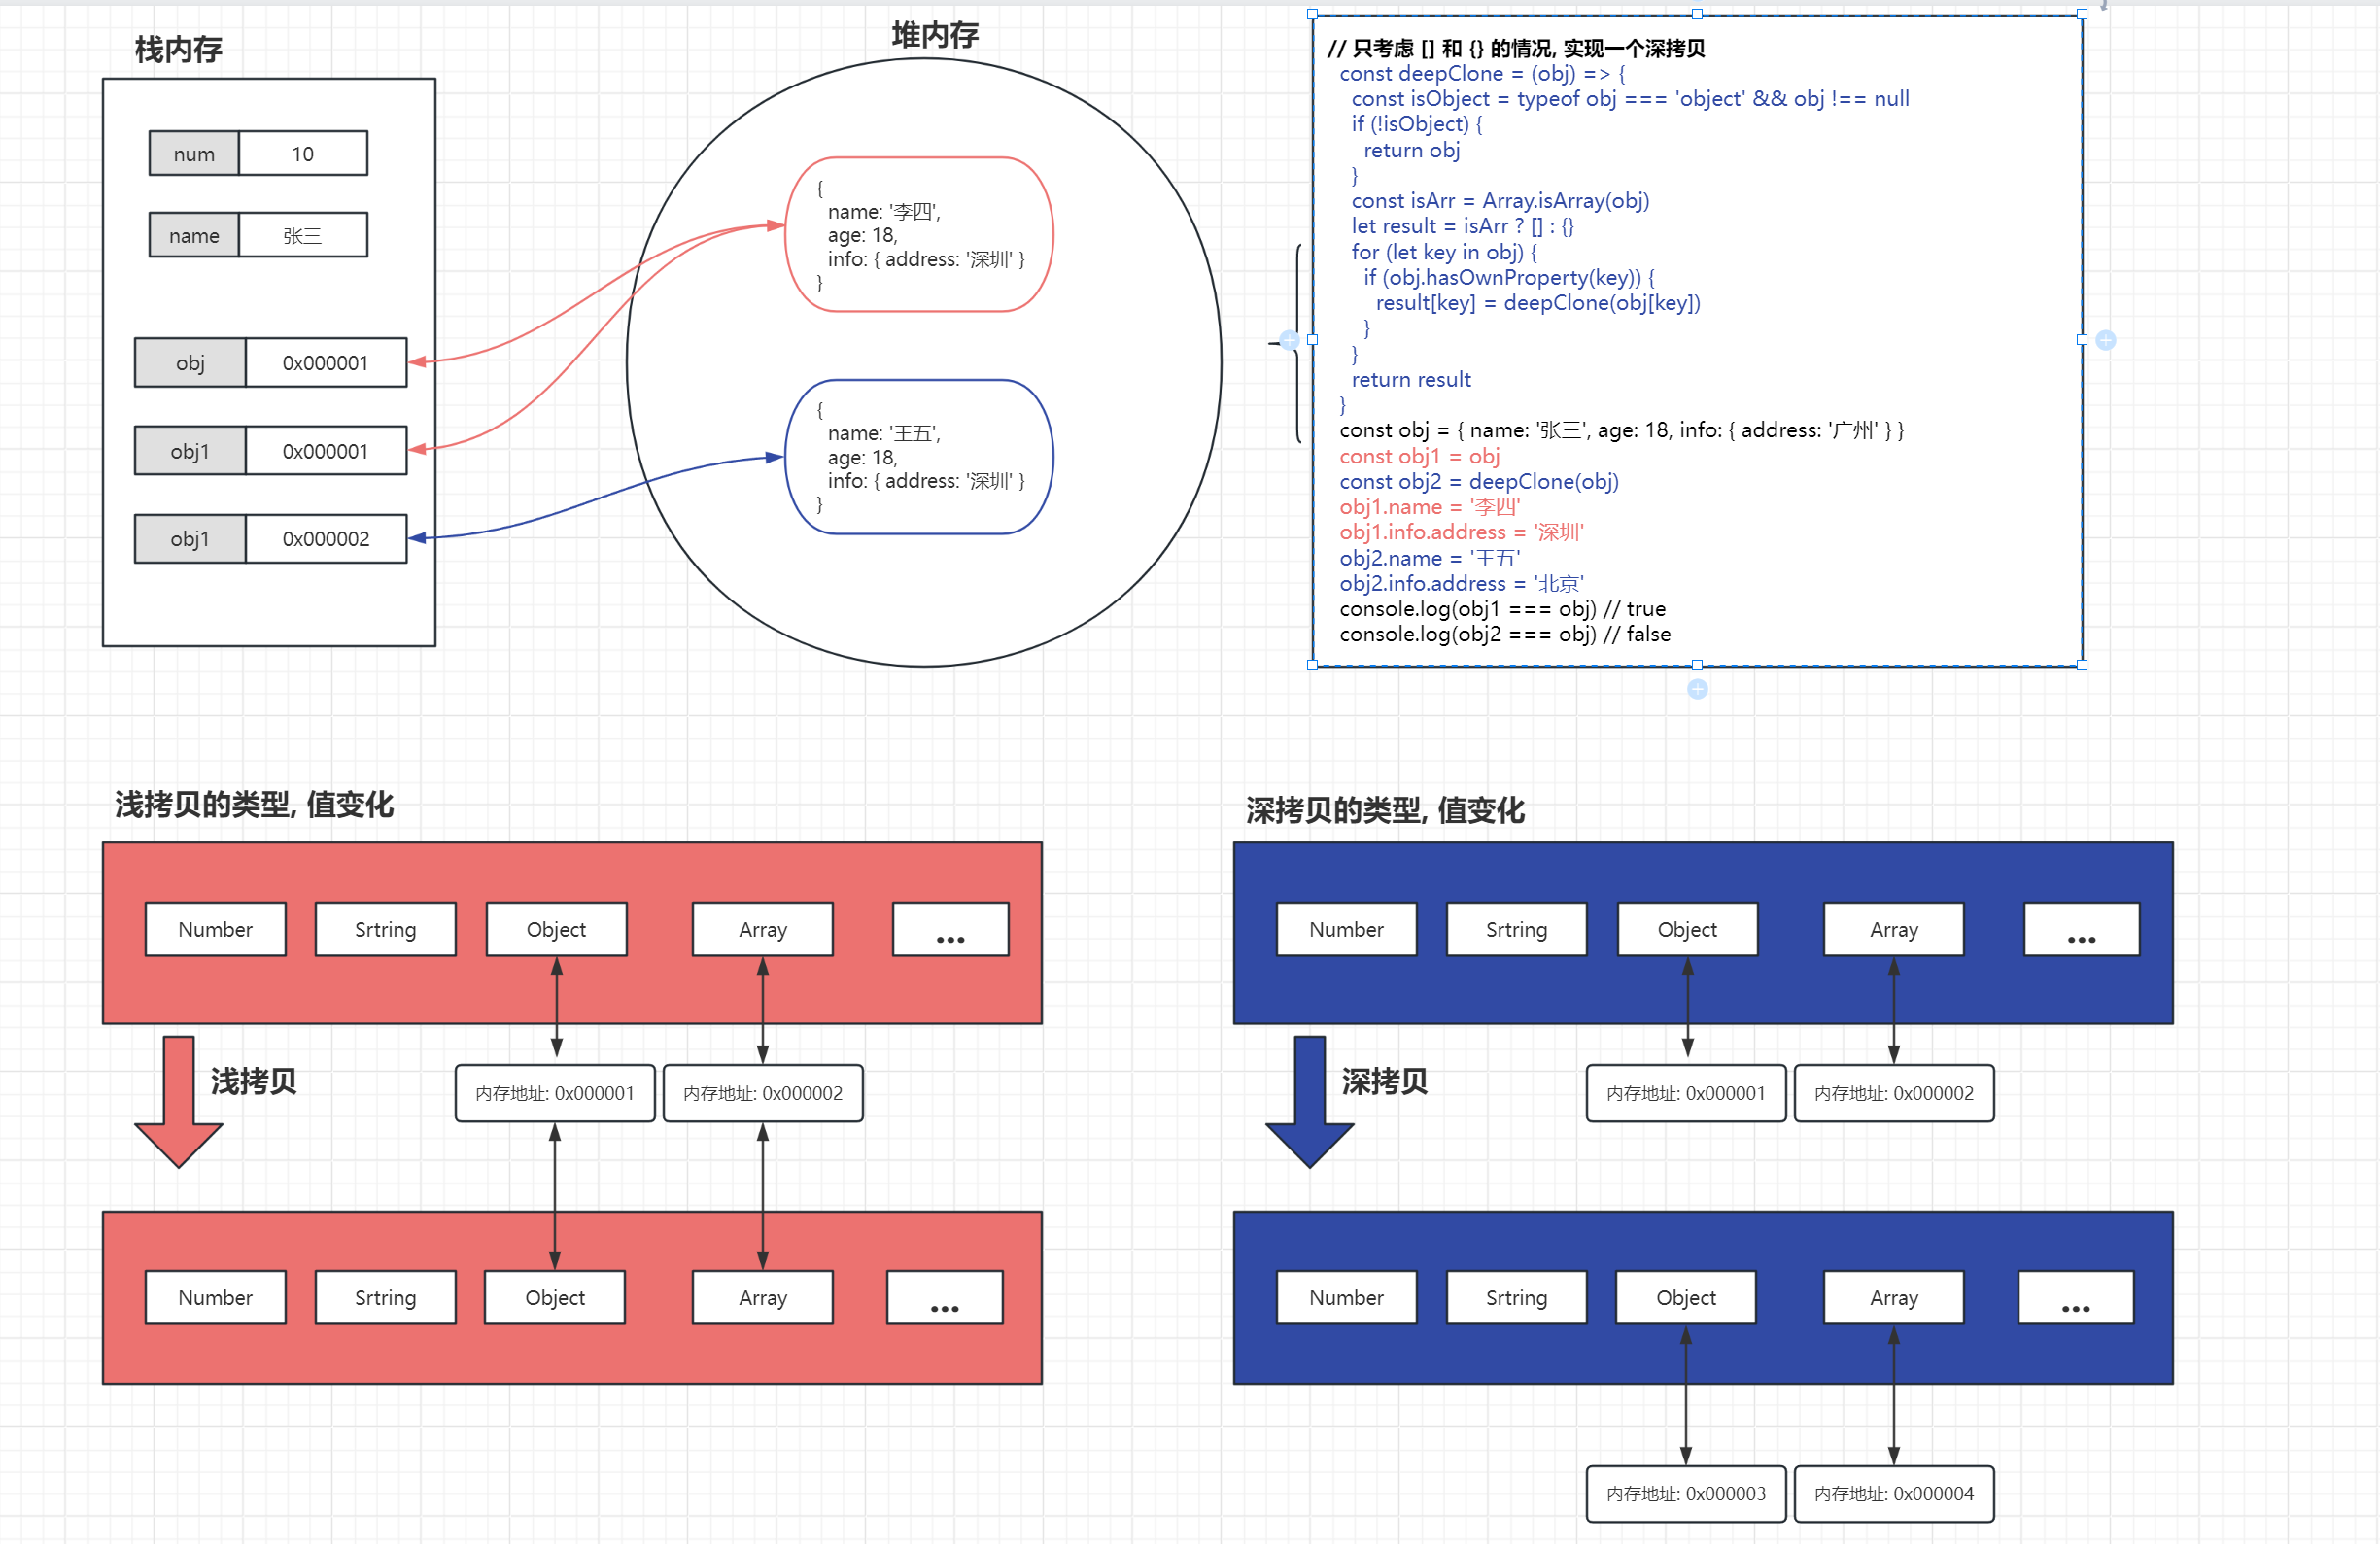 栈内存
num 10
name 张三
obj 0x000001
obj1 0x000001
obj1 0x000002
堆内存
{
name: '李四',
age: 18,
info: { address: '深圳' }
}
{
name: '王五',
age: 18,
info: { address: '深圳' }
}
// 只考虑 [] 和 {} 的情况, 实现一个深拷贝
const deepClone = (obj) => {
const isObject = typeof obj === 'object' && obj !== null
if (!isObject) {
return obj
}
const isArr = Array.isArray(obj)
let result = isArr ? [] : {}
for (let key in obj) {
if (obj.hasOwnProperty(key)) {
result[key] = deepClone(obj[key])
}
}
return result
}
const obj = { name: '张三', age: 18, info: { address: '广州' } }
const obj1 = obj
const obj2 = deepClone(obj)
obj1.name = '李四'
obj1.info.address = '深圳'
obj2.name = '王五'
obj2.info.address = '北京'
console.log(obj1 === obj) // true
console.log(obj2 === obj) // false
浅拷贝的类型, 值变化
Number Srtring Object Array ...
浅拷贝
内存地址: 0x000001 内存地址: 0x000002
Number Srtring Object Array ...
深拷贝的类型, 值变化
Number Srtring Object Array ...
深拷贝
内存地址: 0x000001 内存地址: 0x000002
Number Srtring Object Array ...
内存地址: 0x000003 内存地址: 0x000004